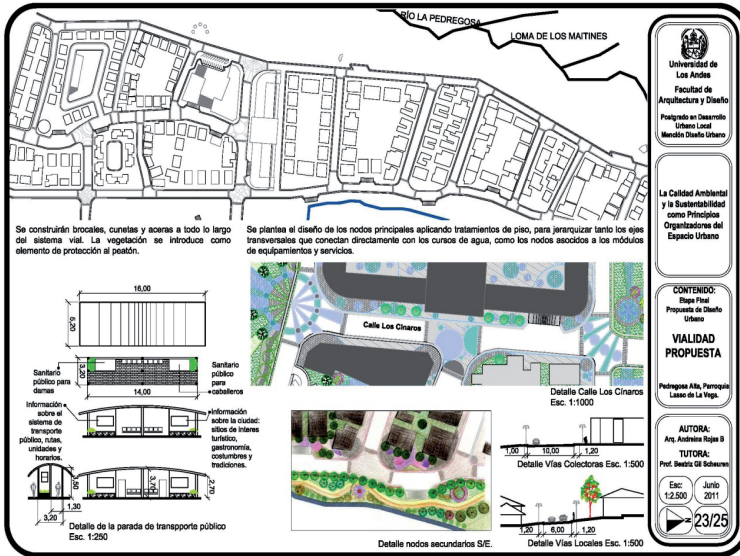 RÍO LA PEDREGOSA
LOMA DE LOS MAITINES
Se construirán brocales, cunetas y aceras a todo lo largo
del sistema vial. La vegetación se introduce como
elemento de protección al peatón.
Se plantea el diseño de los nodos principales aplicando tratamientos de piso, para jerarquizar tanto los ejes
transversales que conectan directamente con los cursos de agua, como los nodos asociados a los módulos
de equipamientos y servicios.
16,00
6,20
3,20
Sanitario
público para
damas
14,00
Sanitario
público
para
caballeros
Información
sobre el
sistema de
transporte
público, rutas,
unidades y
horarios.
Información
sobre la ciudad:
sitios de interes
turístico,
gastronomía,
costumbres y
tradiciones.
3,50
1,30
3,20
3,70
2,70
Detalle de la parada de transpporte público
Esc. 1:250
Calle Los Cínaros
Detalle Calle Los Cínaros
Esc. 1:1000
Detalle nodos secundarios S/E.
1,00 10,00 1,20
Detalle Vías Colectoras Esc. 1:500
1,20 6,00 1,20
Detalle Vías Locales Esc. 1:500
Universidad de
Los Andes
Facultad de
Arquitectura y Diseño
Postgrado en Desarrollo
Urbano Local
Mención Diseño Urbano
La Calidad Ambiental
y la Sustentabilidad
como Principios
Organizadores del
Espacio Urbano
CONTENIDO:
Etapa Final
Propuesta de Diseño
Urbano
VIALIDAD
PROPUESTA
Pedregosa Alta, Parroquia
Lasso de La Vega.
AUTORA:
Arq. Andreina Rojas B
TUTORA:
Prof. Beatriz Gil Scheuren
Esc:
1:2.500
Junio
2011
N
23/25